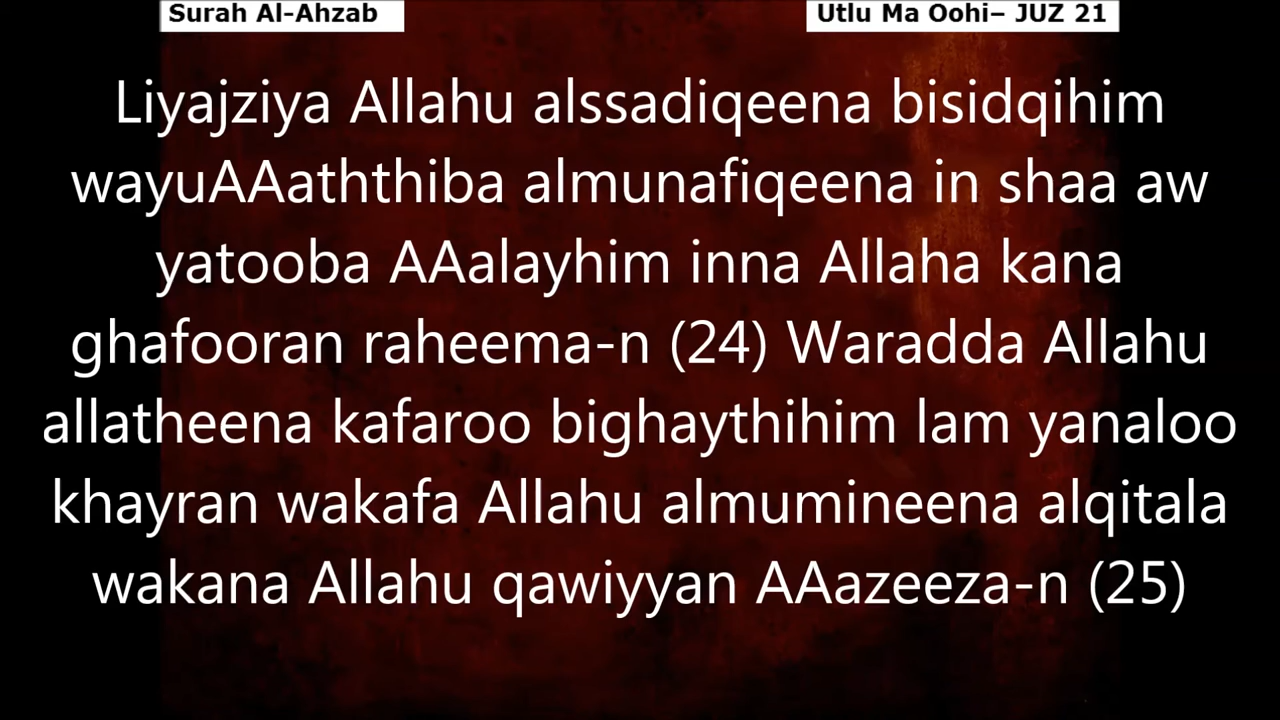 Surah Al-Ahzab
Utlu Ma Oohi– JUZ 21
Liyajziya Allahu alssadiqeena bisidqihim
wayuAAaththiba almunafiqeena in shaa aw
yatooba AAalayhim inna Allaha kana
ghafooran raheema-n (24) Waradda Allahu
allatheena kafaroo bighaythihim lam yanaloo
khayran wakafa Allahu almumineena alqitala
wakana Allahu qawiyyan AAazeeza-n (25)